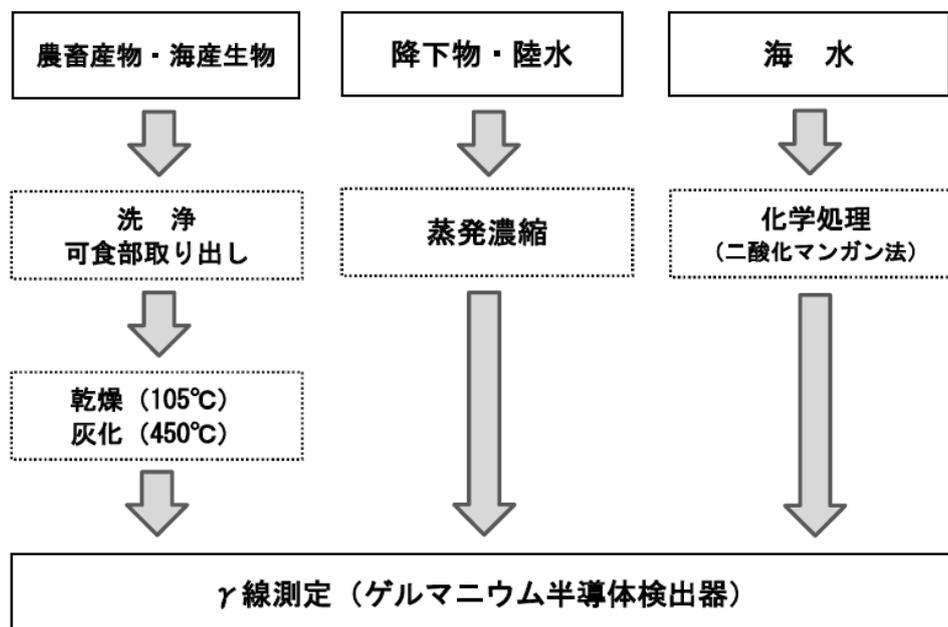 農畜産物・海産生物
降下物・陸水
海　水
洗　浄
可食部取り出し
蒸発濃縮
化学処理
（二酸化マンガン法）
乾燥（105℃）
灰化（450℃）
γ線測定（ゲルマニウム半導体検出器）